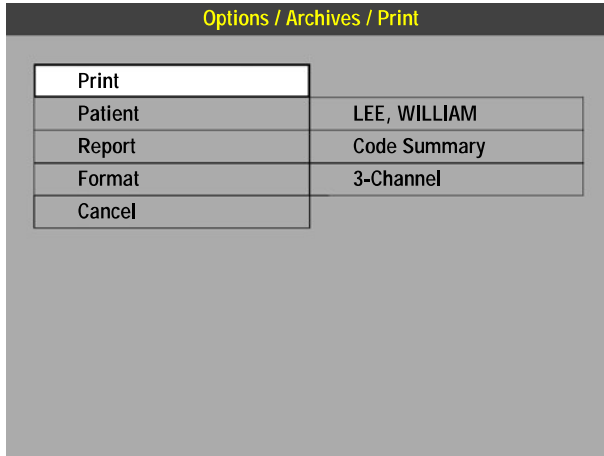 Options / Archives / Print
Print
Patient LEE, WILLIAM
Report Code Summary
Format 3-Channel
Cancel